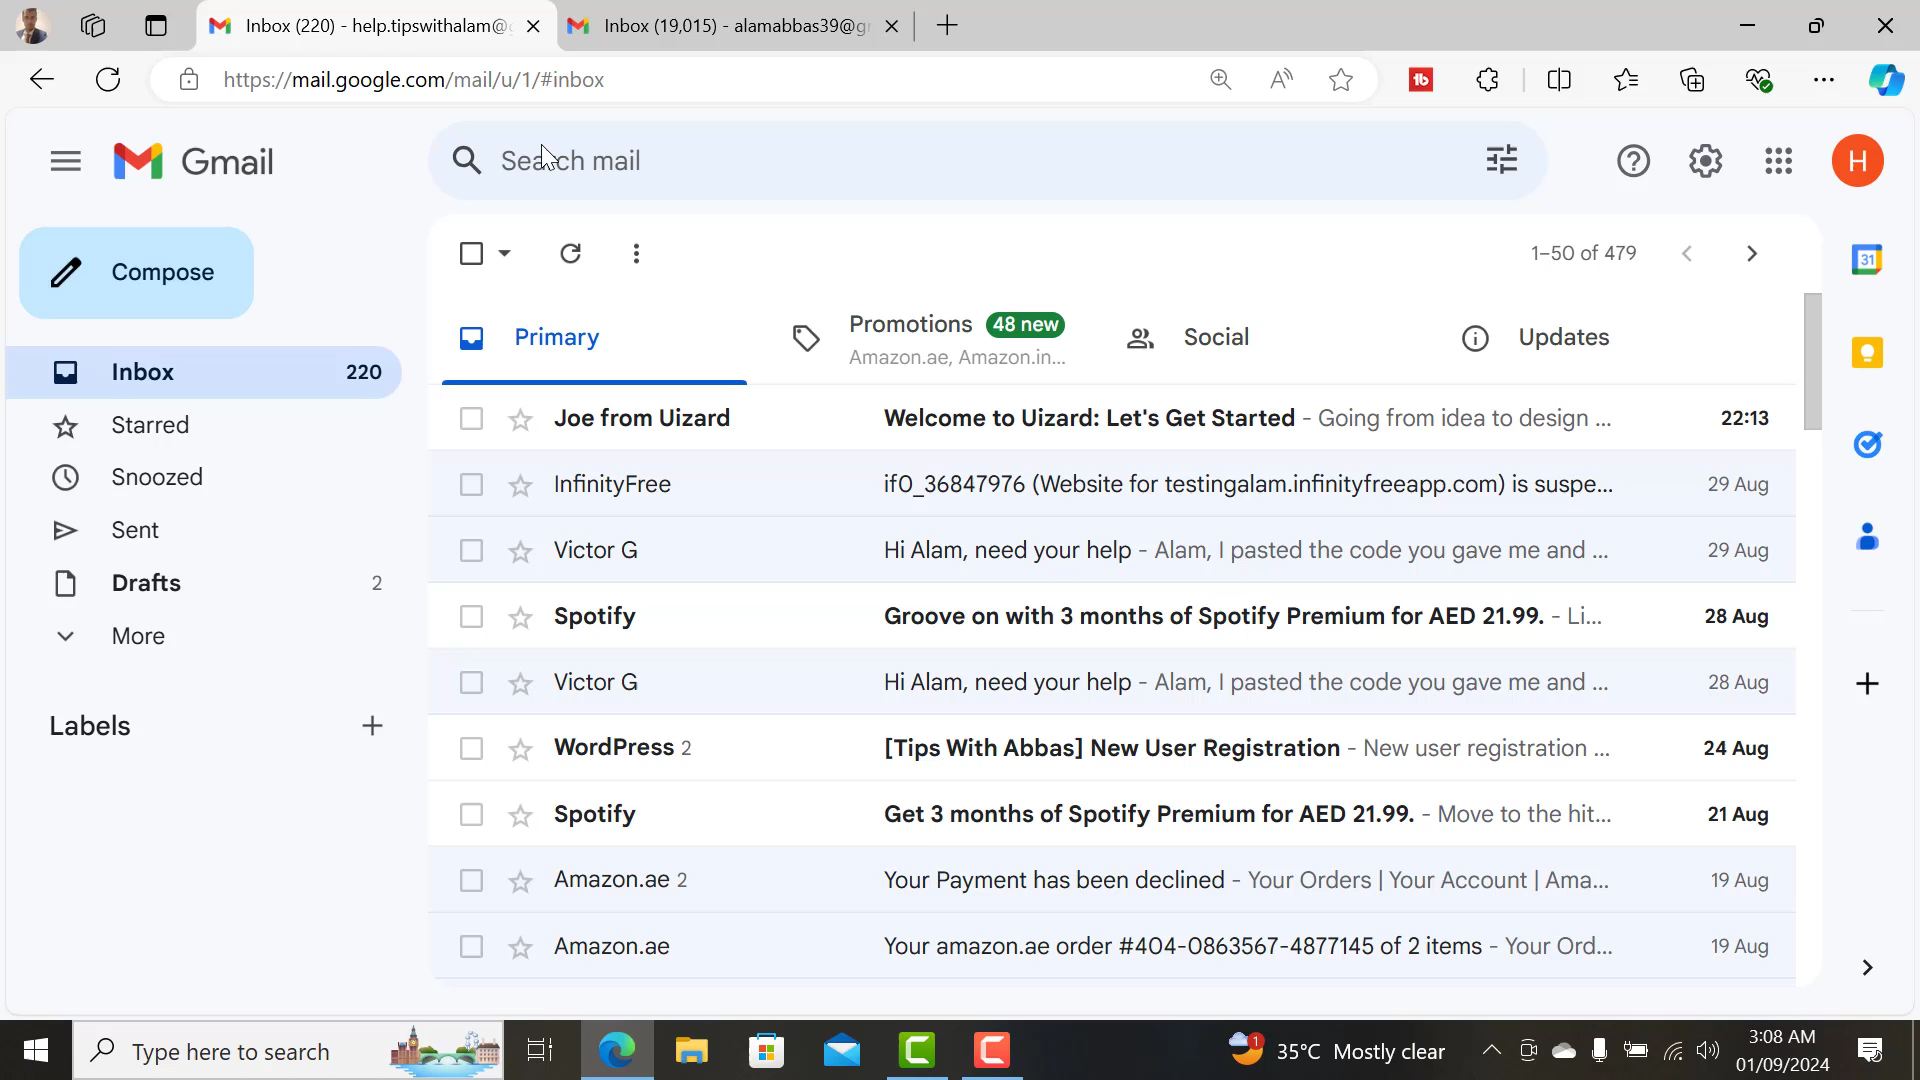 Inbox (220) - help.tipswithalam@g
Inbox (19,015) - alamabbas39@gr
https://mail.google.com/mail/u/1/#inbox
Gmail
Search mail
H
Compose
1–50 of 479
31
Primary
Promotions 48 new
Amazon.ae, Amazon.in...
Social
Updates
Inbox 220
Starred
Snoozed
Sent
Drafts 2
More
Labels
Joe from Uizard Welcome to Uizard: Let's Get Started - Going from idea to design ... 22:13
InfinityFree if0_36847976 (Website for testingalam.infinityfreeapp.com) is suspe... 29 Aug
Victor G Hi Alam, need your help - Alam, I pasted the code you gave me and ... 29 Aug
Spotify Groove on with 3 months of Spotify Premium for AED 21.99. - Li... 28 Aug
Victor G Hi Alam, need your help - Alam, I pasted the code you gave me and ... 28 Aug
WordPress 2 [Tips With Abbas] New User Registration - New user registration ... 24 Aug
Spotify Get 3 months of Spotify Premium for AED 21.99. - Move to the hit... 21 Aug
Amazon.ae 2 Your Payment has been declined - Your Orders | Your Account | Ama... 19 Aug
Amazon.ae Your amazon.ae order #404-0863567-4877145 of 2 items - Your Ord... 19 Aug
Type here to search
1
35°C Mostly clear
3:08 AM
01/09/2024